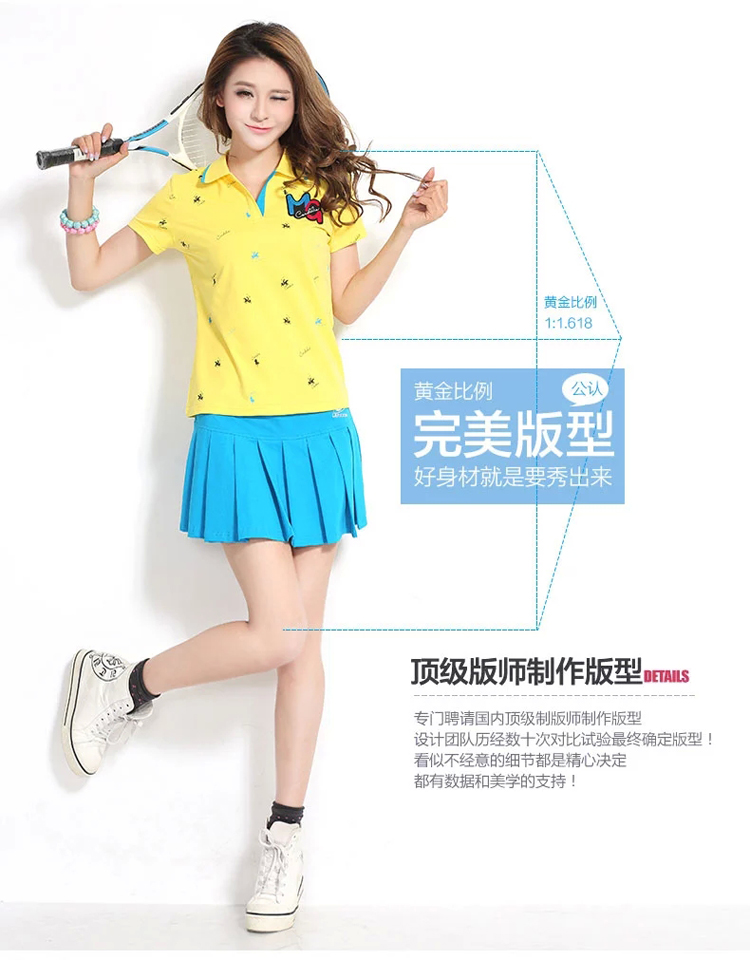 MG
黄金比例
1:1.618
黄金比例
公认
完美版型
好身材就是要秀出来
顶级版师制作版型DETAILS
专门聘请国内顶级制版师制作版型
设计团队历经数十次对比试验最终确定版型！
看似不经意的细节都是精心决定
都有数据和美学的支持！